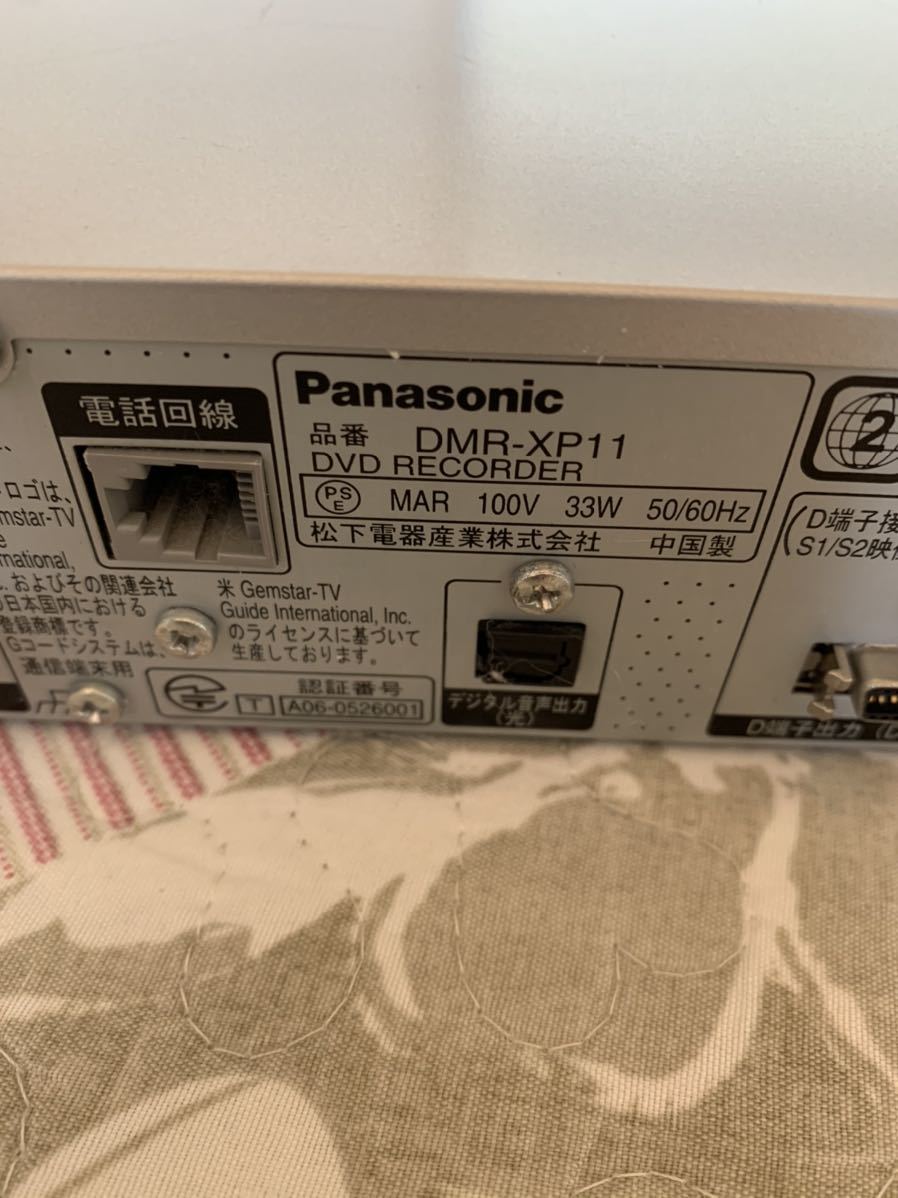 電話回線
ロゴは、
emstar-TV
e
ernational,
. およびその関連会社
の日本国内における
登録商標です。
Gコードシステムは、
米 Gemstar-TV
Guide International, Inc.
のライセンスに基づいて
生産しております。
通信端末用
T
認証番号
A06-0526001
Panasonic
品番 DMR-XP11
DVD RECORDER
PSE MAR 100V 33W 50/60Hz
松下電器産業株式会社 中国製
デジタル音声出力
(光)
2
D端子接
S1/S2映
D端子出力